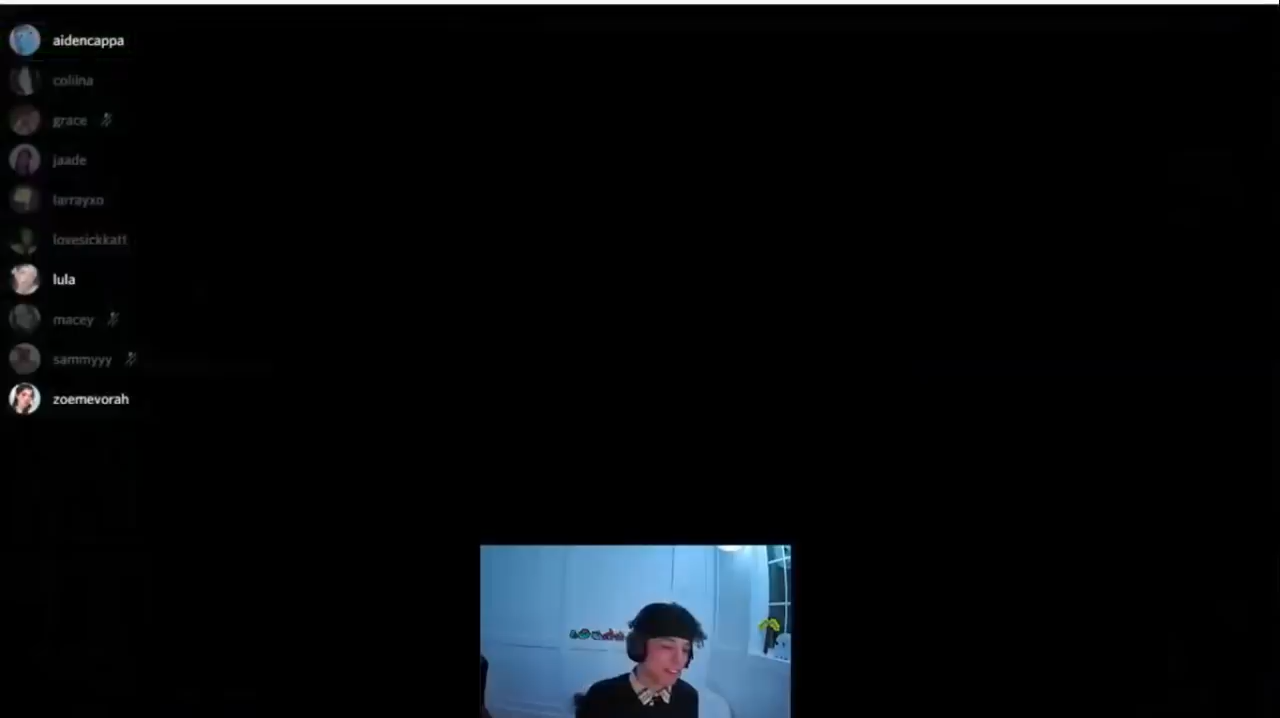 aidencappa
coliina
grace
jaade
larrayxo
lovesickkatt
lula
macey
sammyyy
zoemevorah